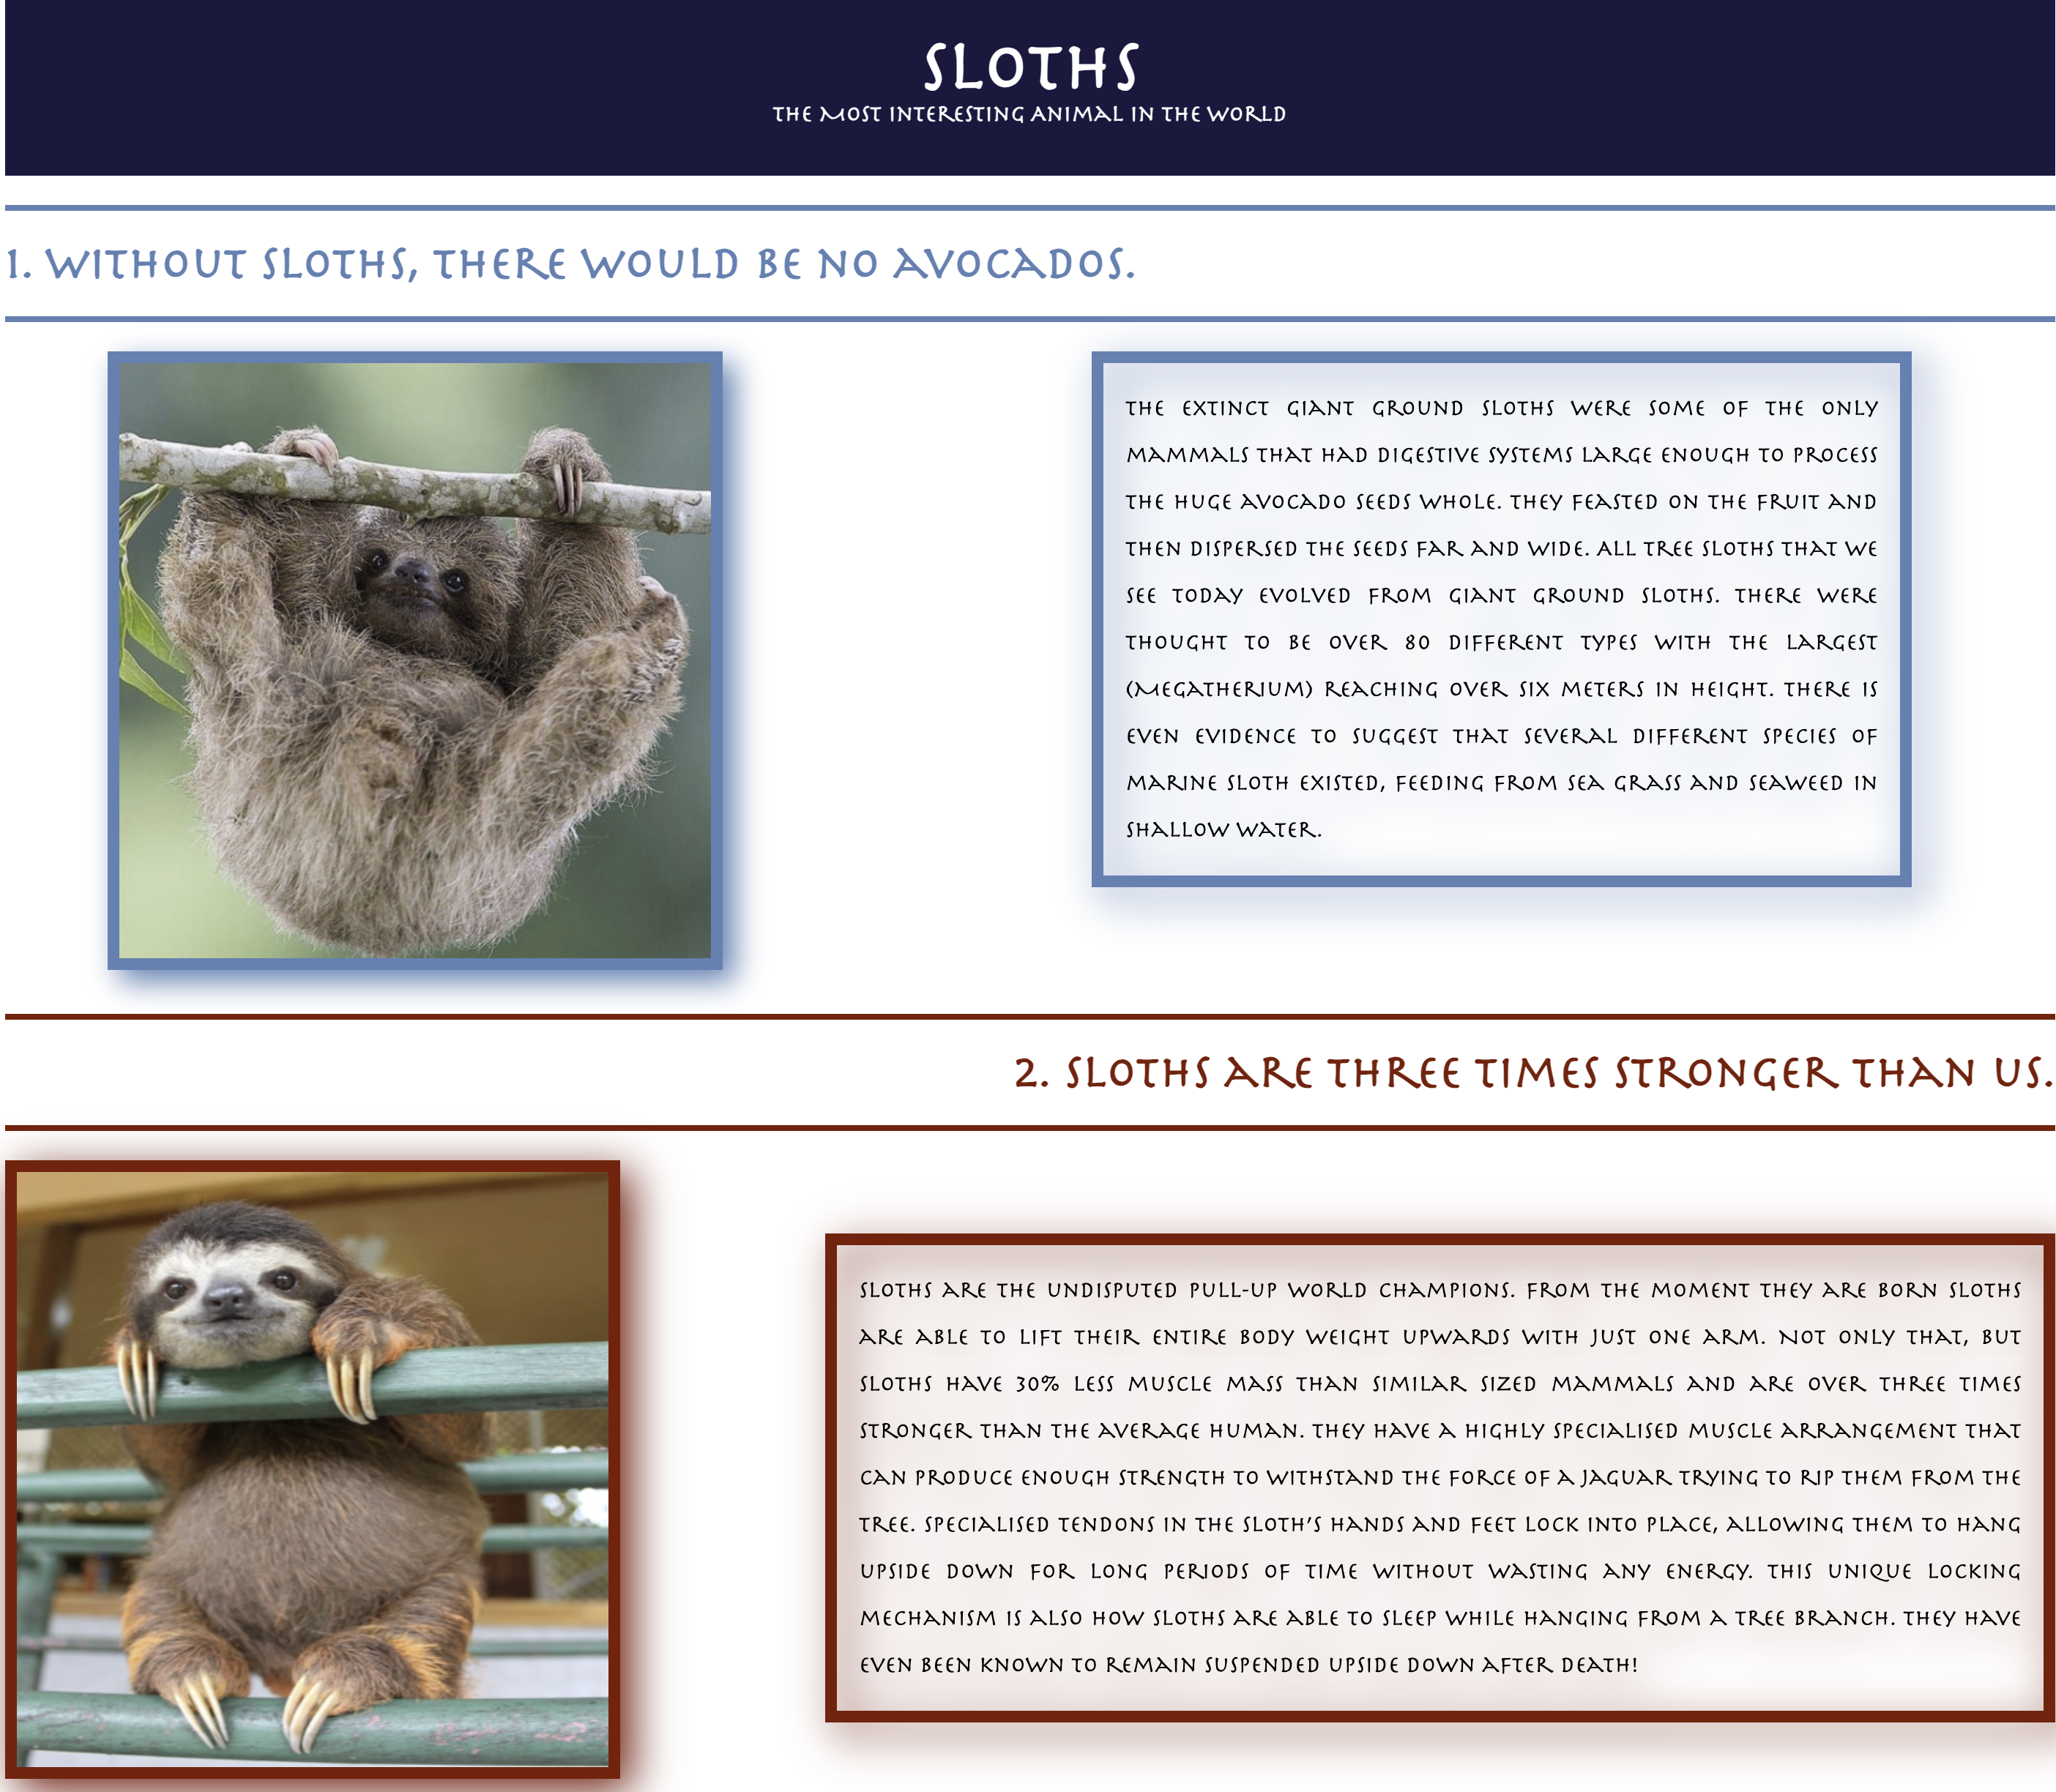 SLOTHS
THE MOST INTERESTING ANIMAL IN THE WORLD
1. WITHOUT SLOTHS, THERE WOULD BE NO AVOCADOS.
THE EXTINCT GIANT GROUND SLOTHS WERE SOME OF THE ONLY
MAMMALS THAT HAD DIGESTIVE SYSTEMS LARGE ENOUGH TO PROCESS
THE HUGE AVOCADO SEEDS WHOLE. THEY FEASTED ON THE FRUIT AND
THEN DISPERSED THE SEEDS FAR AND WIDE. ALL TREE SLOTHS THAT WE
SEE TODAY EVOLVED FROM GIANT GROUND SLOTHS. THERE WERE
THOUGHT TO BE OVER 80 DIFFERENT TYPES WITH THE LARGEST
(MEGATHERIUM) REACHING OVER SIX METERS IN HEIGHT. THERE IS
EVEN EVIDENCE TO SUGGEST THAT SEVERAL DIFFERENT SPECIES OF
MARINE SLOTH EXISTED, FEEDING FROM SEA GRASS AND SEAWEED IN
SHALLOW WATER.
2. SLOTHS ARE THREE TIMES STRONGER THAN US.
SLOTHS ARE THE UNDISPUTED PULL-UP WORLD CHAMPIONS. FROM THE MOMENT THEY ARE BORN SLOTHS
ARE ABLE TO LIFT THEIR ENTIRE BODY WEIGHT UPWARDS WITH JUST ONE ARM. NOT ONLY THAT, BUT
SLOTHS HAVE 30% LESS MUSCLE MASS THAN SIMILAR SIZED MAMMALS AND ARE OVER THREE TIMES
STRONGER THAN THE AVERAGE HUMAN. THEY HAVE A HIGHLY SPECIALISED MUSCLE ARRANGEMENT THAT
CAN PRODUCE ENOUGH STRENGTH TO WITHSTAND THE FORCE OF A JAGUAR TRYING TO RIP THEM FROM THE
TREE. SPECIALISED TENDONS IN THE SLOTH'S HANDS AND FEET LOCK INTO PLACE, ALLOWING THEM TO HANG
UPSIDE DOWN FOR LONG PERIODS OF TIME WITHOUT WASTING ANY ENERGY. THIS UNIQUE LOCKING
MECHANISM IS ALSO HOW SLOTHS ARE ABLE TO SLEEP WHILE HANGING FROM A TREE BRANCH. THEY HAVE
EVEN BEEN KNOWN TO REMAIN SUSPENDED UPSIDE DOWN AFTER DEATH!